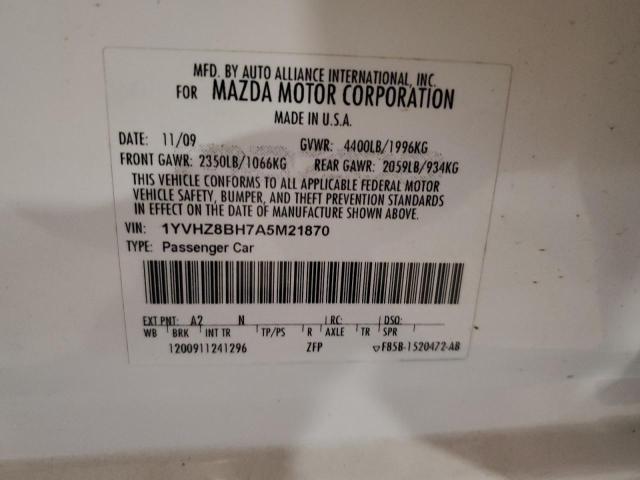 MFD. BY AUTO ALLIANCE INTERNATIONAL, INC.
FOR MAZDA MOTOR CORPORATION
MADE IN U.S.A.
DATE: 11/09 GVWR: 4400LB/1996KG
FRONT GAWR: 2350LB/1066KG REAR GAWR: 2059LB/934KG
THIS VEHICLE CONFORMS TO ALL APPLICABLE FEDERAL MOTOR
VEHICLE SAFETY, BUMPER, AND THEFT PREVENTION STANDARDS
IN EFFECT ON THE DATE OF MANUFACTURE SHOWN ABOVE.
VIN: 1YVHZ8BH7A5M21870
TYPE: Passenger Car
EXT PNT: A2 N RC: DSO:
WB BRK INT TR TP/PS R AXLE TR SPR
1200911241296 ZFP F85B-1520472-AB